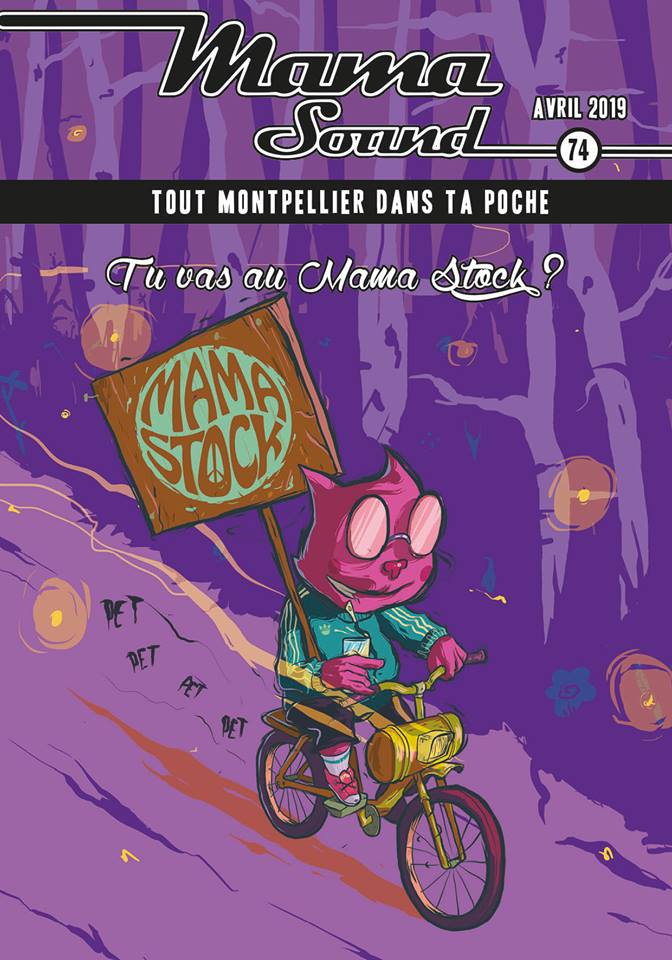 Mama
Sound
AVRIL 2019
74
TOUT MONTPELLIER DANS TA POCHE
Tu vas au Mama Stock ?
MAMA
STOCK
PET
PET
PET
PET